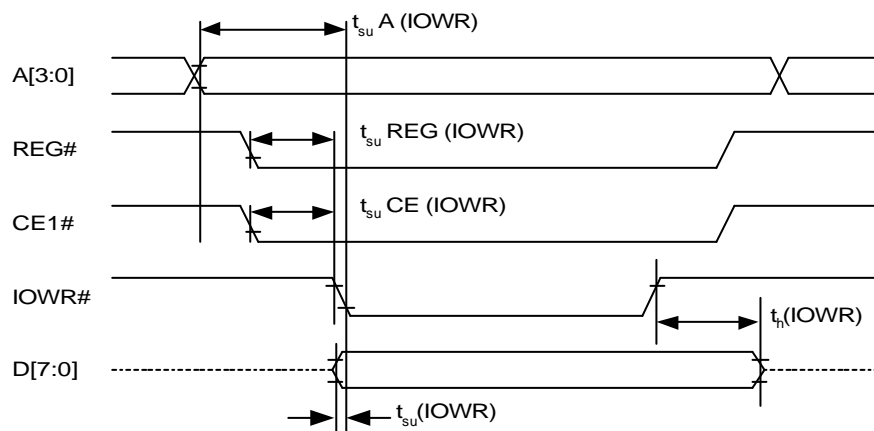 tsu A (IOWR)
A[3:0]
tsu REG (IOWR)
REG#
tsu CE (IOWR)
CE1#
IOWR#
th(IOWR)
D[7:0]
tsu(IOWR)